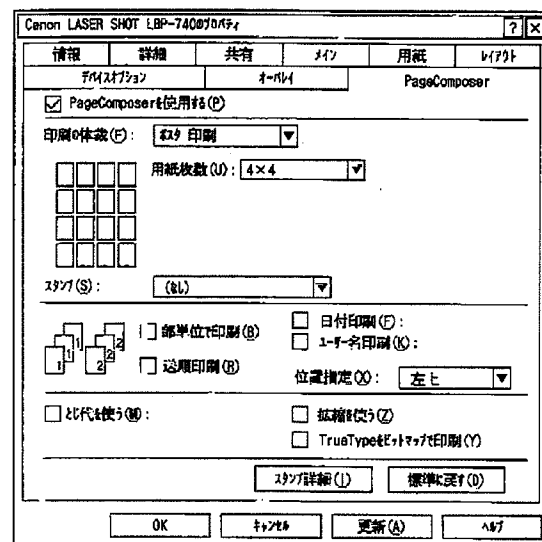 Canon LASER SHOT LBP-740のプロパティ
情報 詳細 共有 メイン 用紙 レイアウト
デバイスオプション オーバレイ PageComposer
PageComposerを使用する(P)
印刷の体裁(F): ポスタ 印刷
用紙枚数(U): 4×4
スタンプ(S): (なし)
部単位で印刷(B) 日付印刷(F):
1 1 1 2 2 2 ユーザー名印刷(K):
逆順印刷(R)
位置指定(X): 左上
とじ代を使う(M): 拡縮を使う(Z)
TrueTypeをビットマップで印刷(Y)
スタンプ詳細(I) 標準に戻す(D)
OK キャンセル 更新(A) ヘルプ